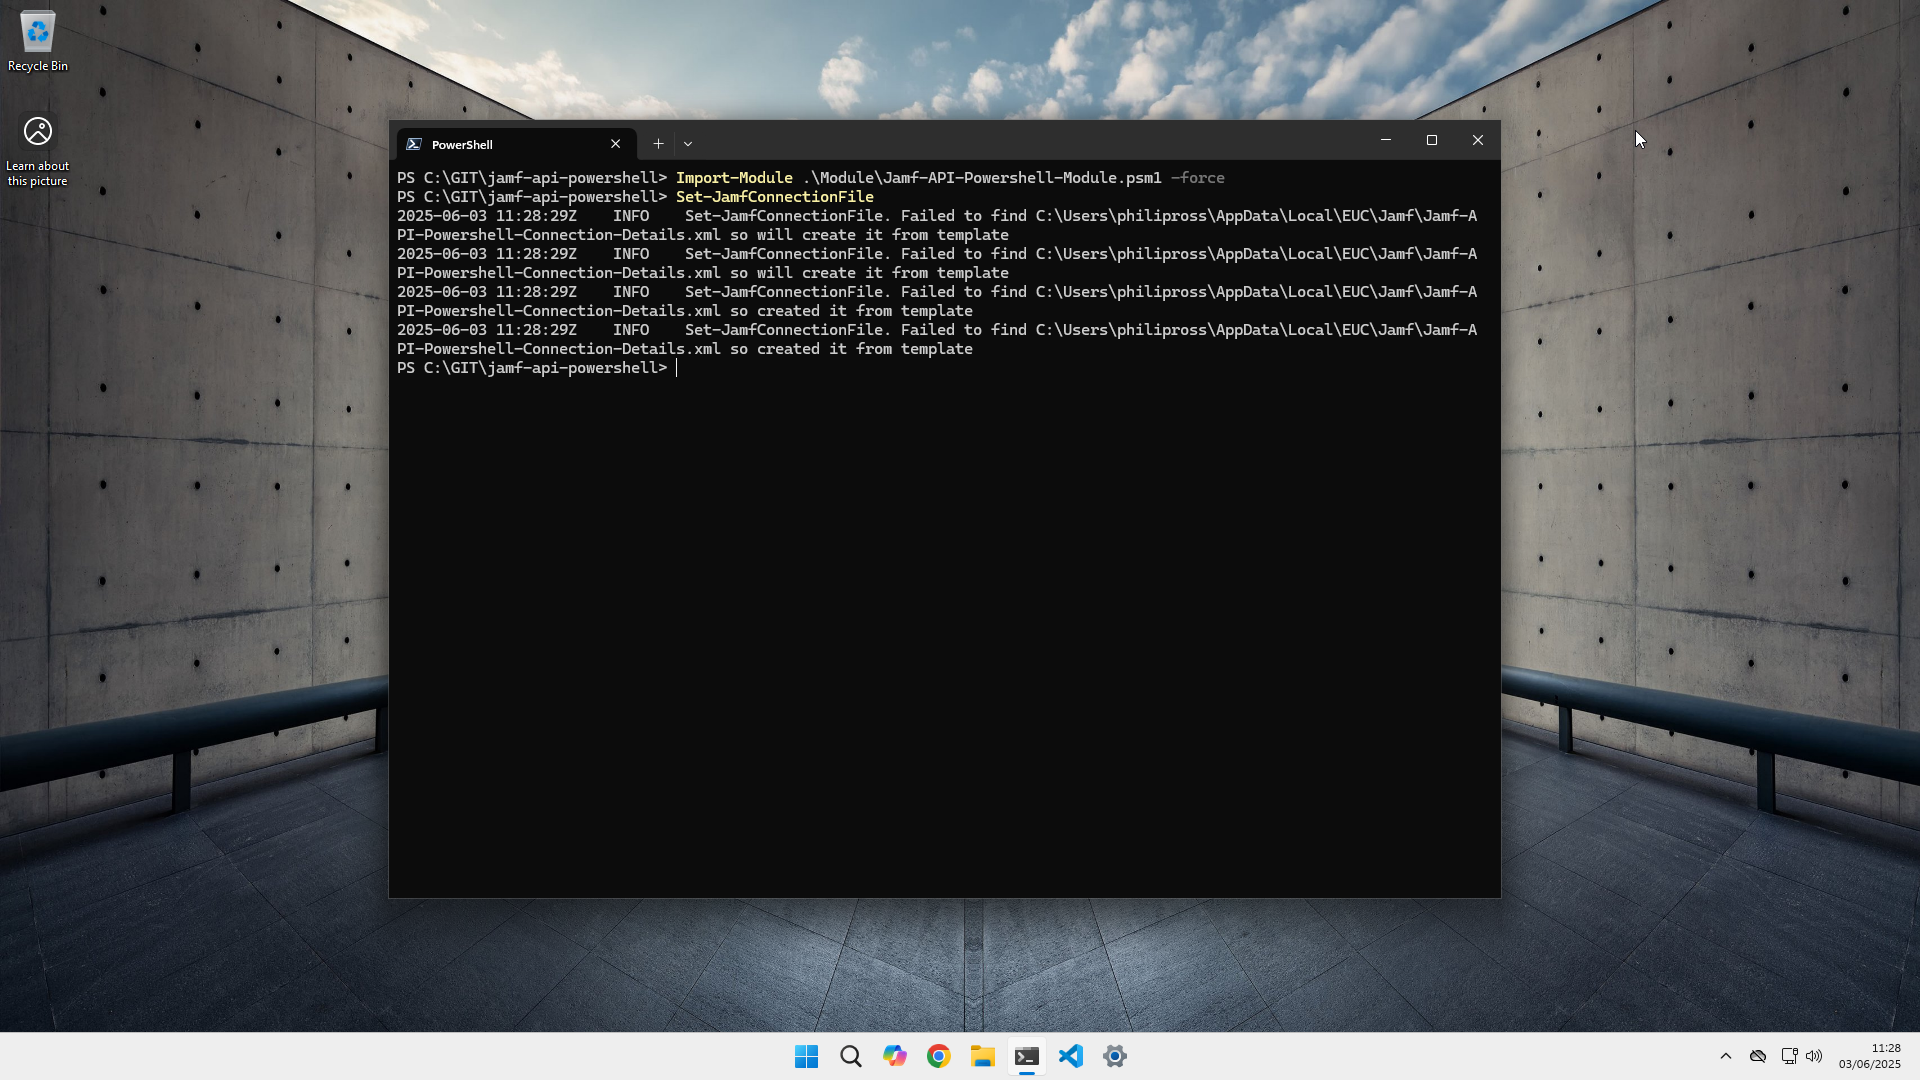 Recycle Bin
Learn about
this picture
PowerShell
PS C:\GIT\jamf-api-powershell> Import-Module .\Module\Jamf-API-Powershell-Module.psm1 -force
PS C:\GIT\jamf-api-powershell> Set-JamfConnectionFile
2025-06-03 11:28:29Z    INFO    Set-JamfConnectionFile. Failed to find C:\Users\philipross\AppData\Local\EUC\Jamf\Jamf-A
PI-Powershell-Connection-Details.xml so will create it from template
2025-06-03 11:28:29Z    INFO    Set-JamfConnectionFile. Failed to find C:\Users\philipross\AppData\Local\EUC\Jamf\Jamf-A
PI-Powershell-Connection-Details.xml so will create it from template
2025-06-03 11:28:29Z    INFO    Set-JamfConnectionFile. Failed to find C:\Users\philipross\AppData\Local\EUC\Jamf\Jamf-A
PI-Powershell-Connection-Details.xml so created it from template
2025-06-03 11:28:29Z    INFO    Set-JamfConnectionFile. Failed to find C:\Users\philipross\AppData\Local\EUC\Jamf\Jamf-A
PI-Powershell-Connection-Details.xml so created it from template
PS C:\GIT\jamf-api-powershell>
11:28
03/06/2025